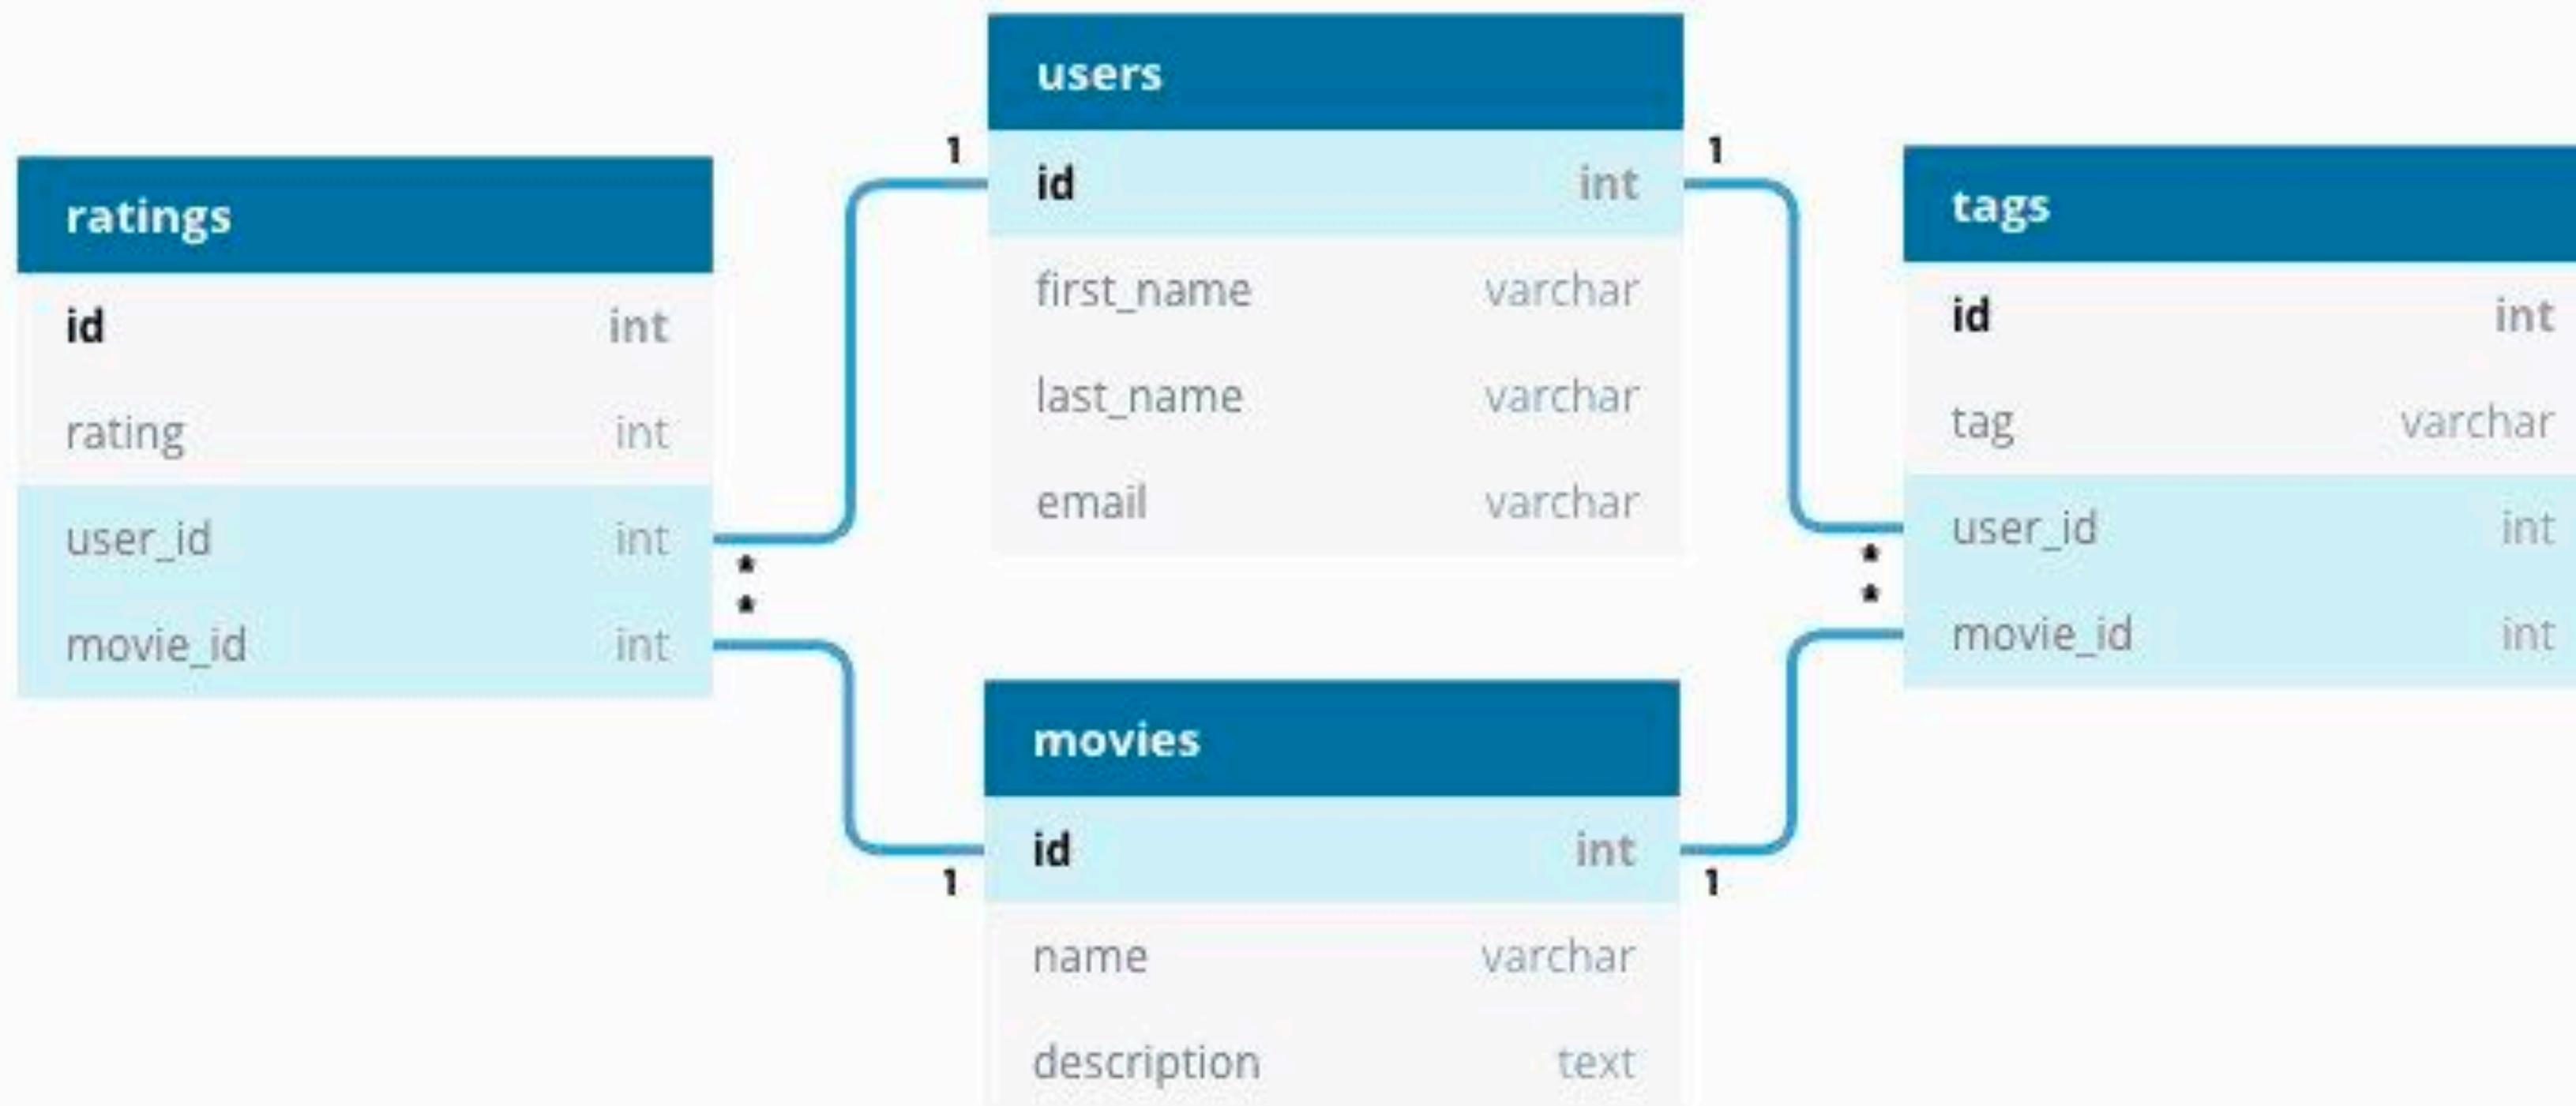 users
1
1
id int
first_name varchar
last_name varchar
email varchar
ratings
id int
rating int
user_id int
*
*
movie_id int
tags
id int
tag varchar
user_id int
*
*
movie_id int
movies
id int
1
1
name varchar
description text